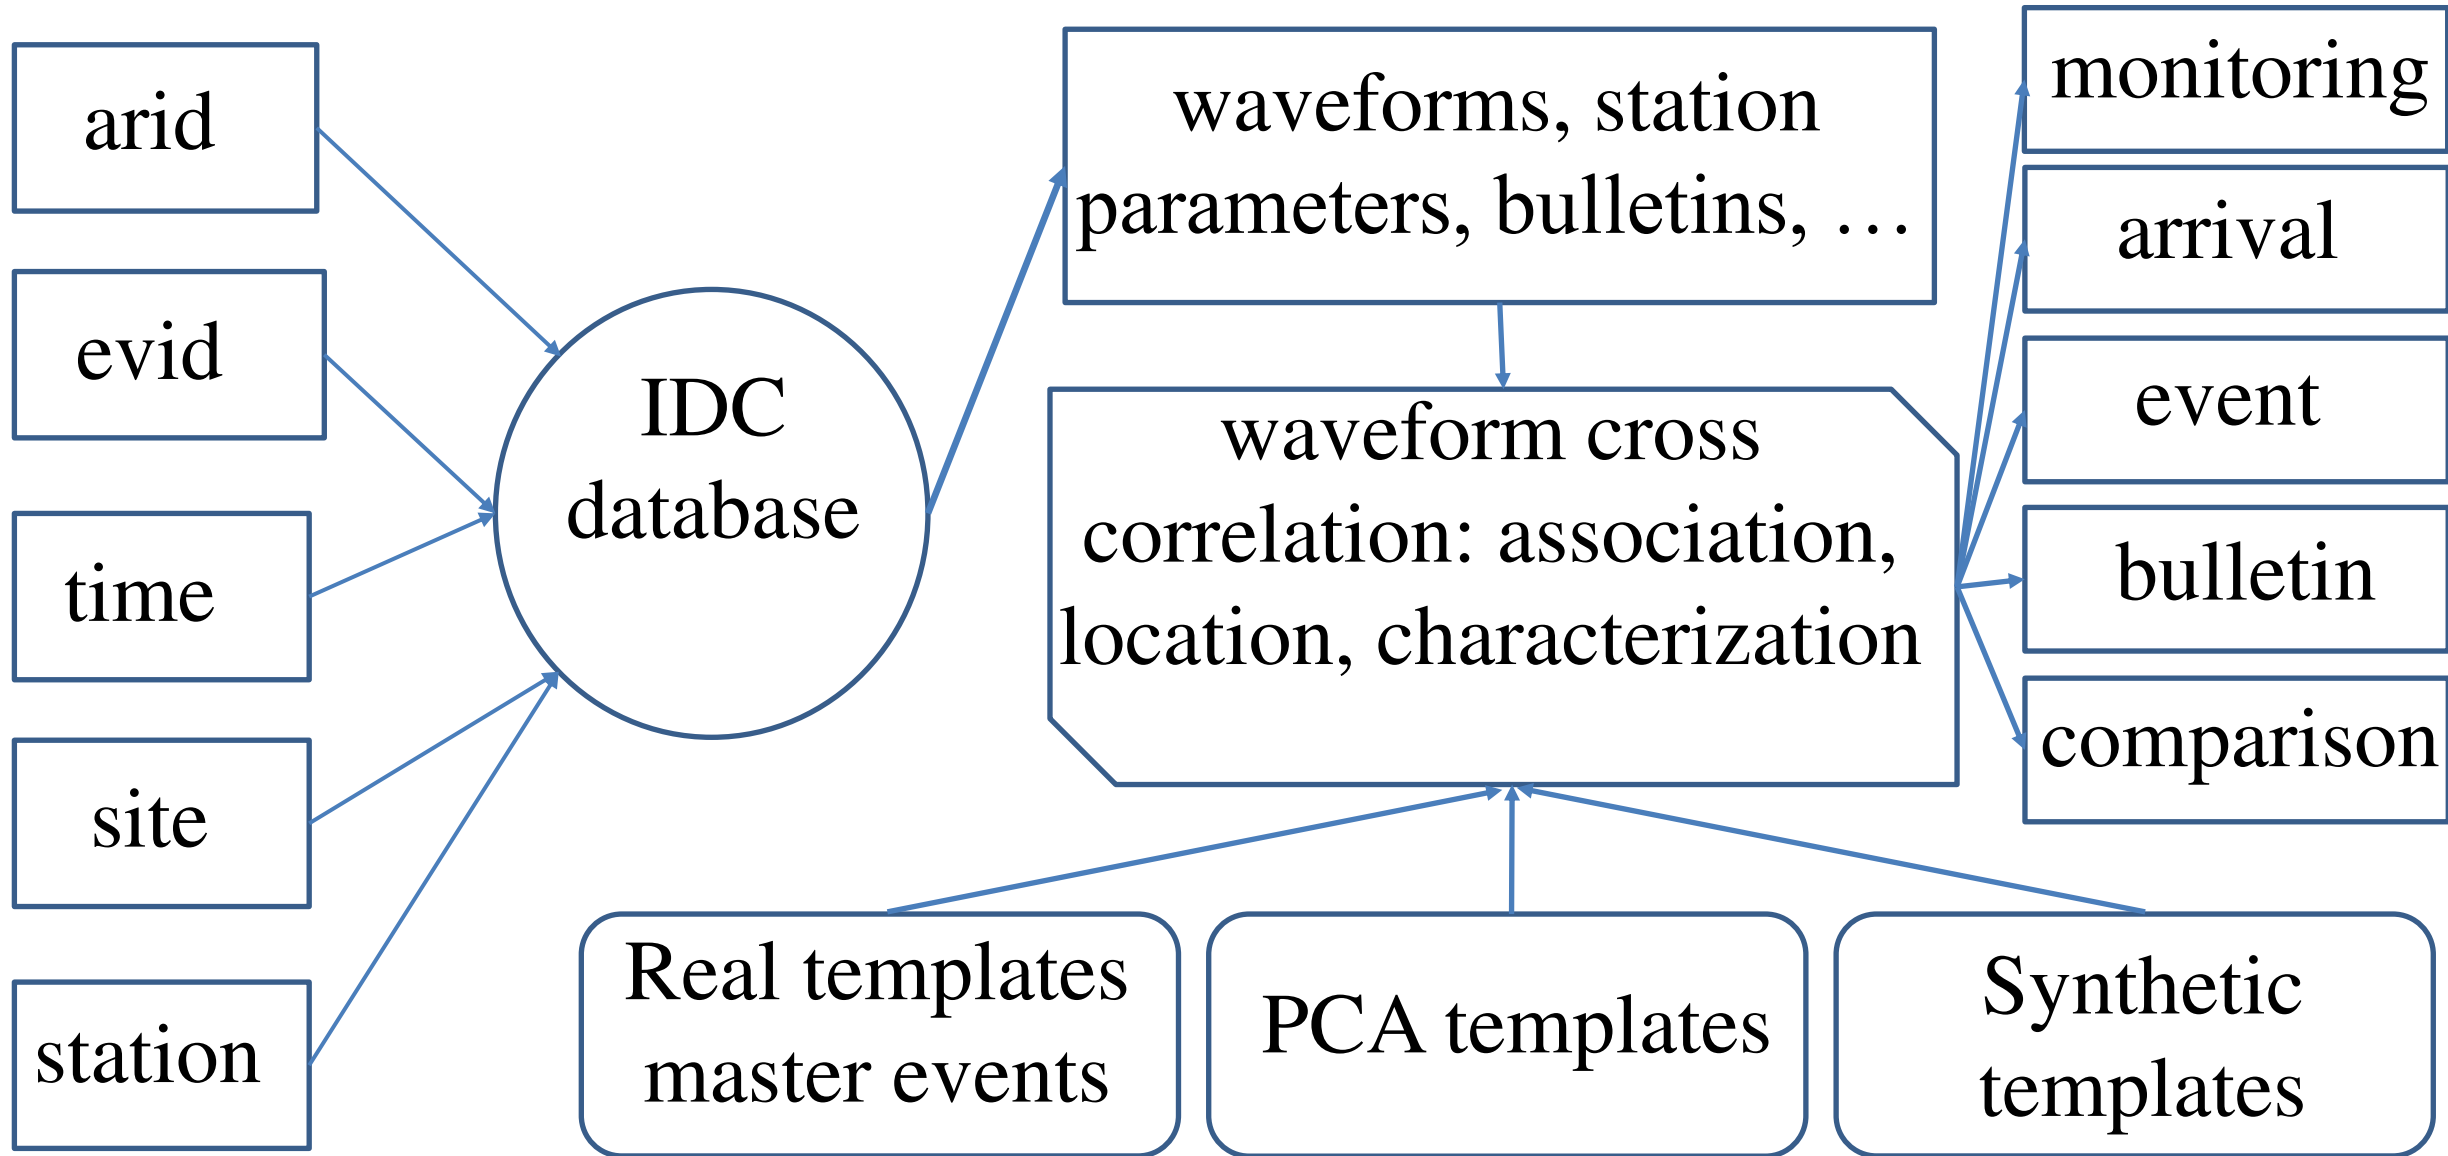 arid
evid
time
site
station
IDC
database
waveforms, station
parameters, bulletins, …
waveform cross
correlation: association,
location, characterization
Real templates
master events
PCA templates
Synthetic
templates
monitoring
arrival
event
bulletin
comparison